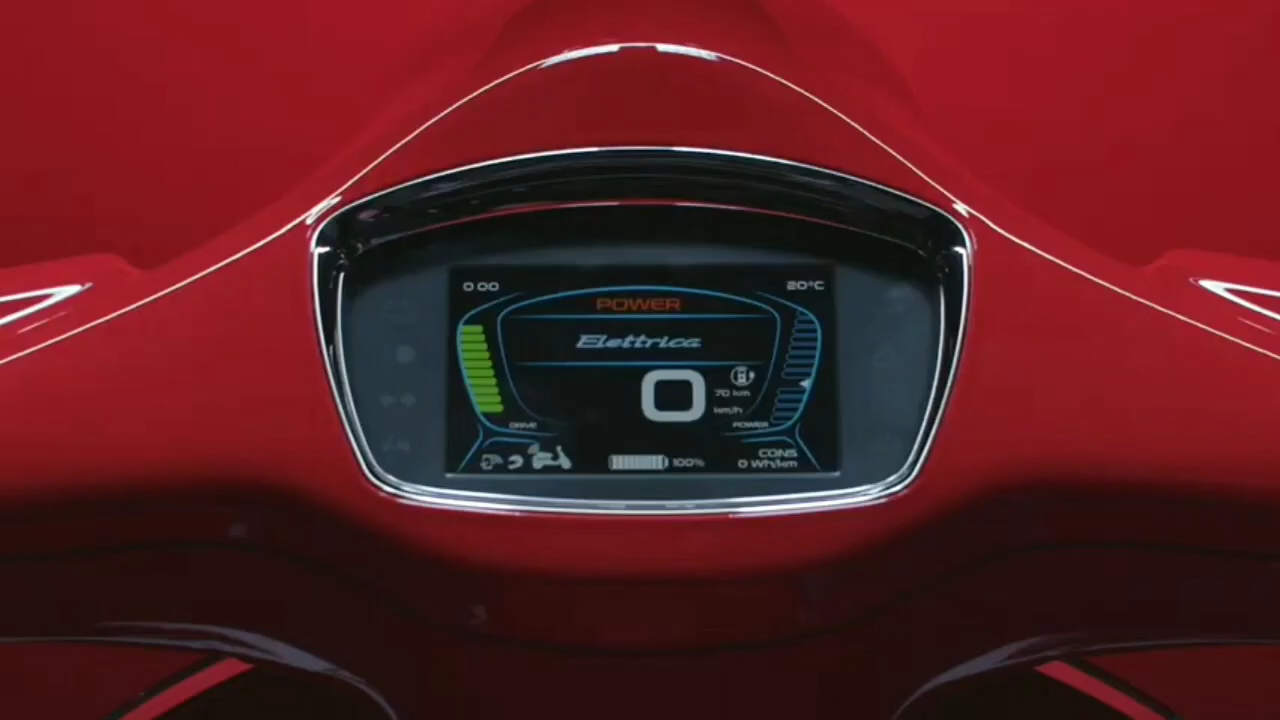 0 00
20°C
POWER
Elettrica
0
70 km
km/h
DRIVE
POWER
100%
CONS
0 Wh/km